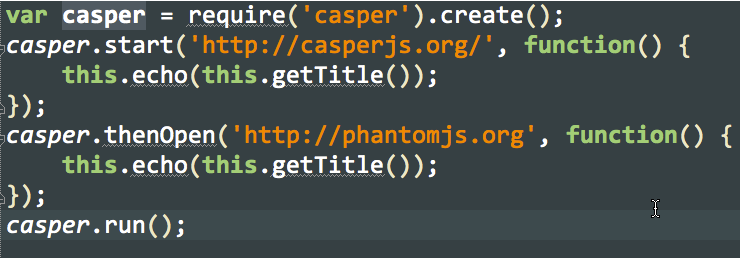 var casper = require('casper').create();
casper.start('http://casperjs.org/', function() {
    this.echo(this.getTitle());
});
casper.thenOpen('http://phantomjs.org', function() {
    this.echo(this.getTitle());
});
casper.run();